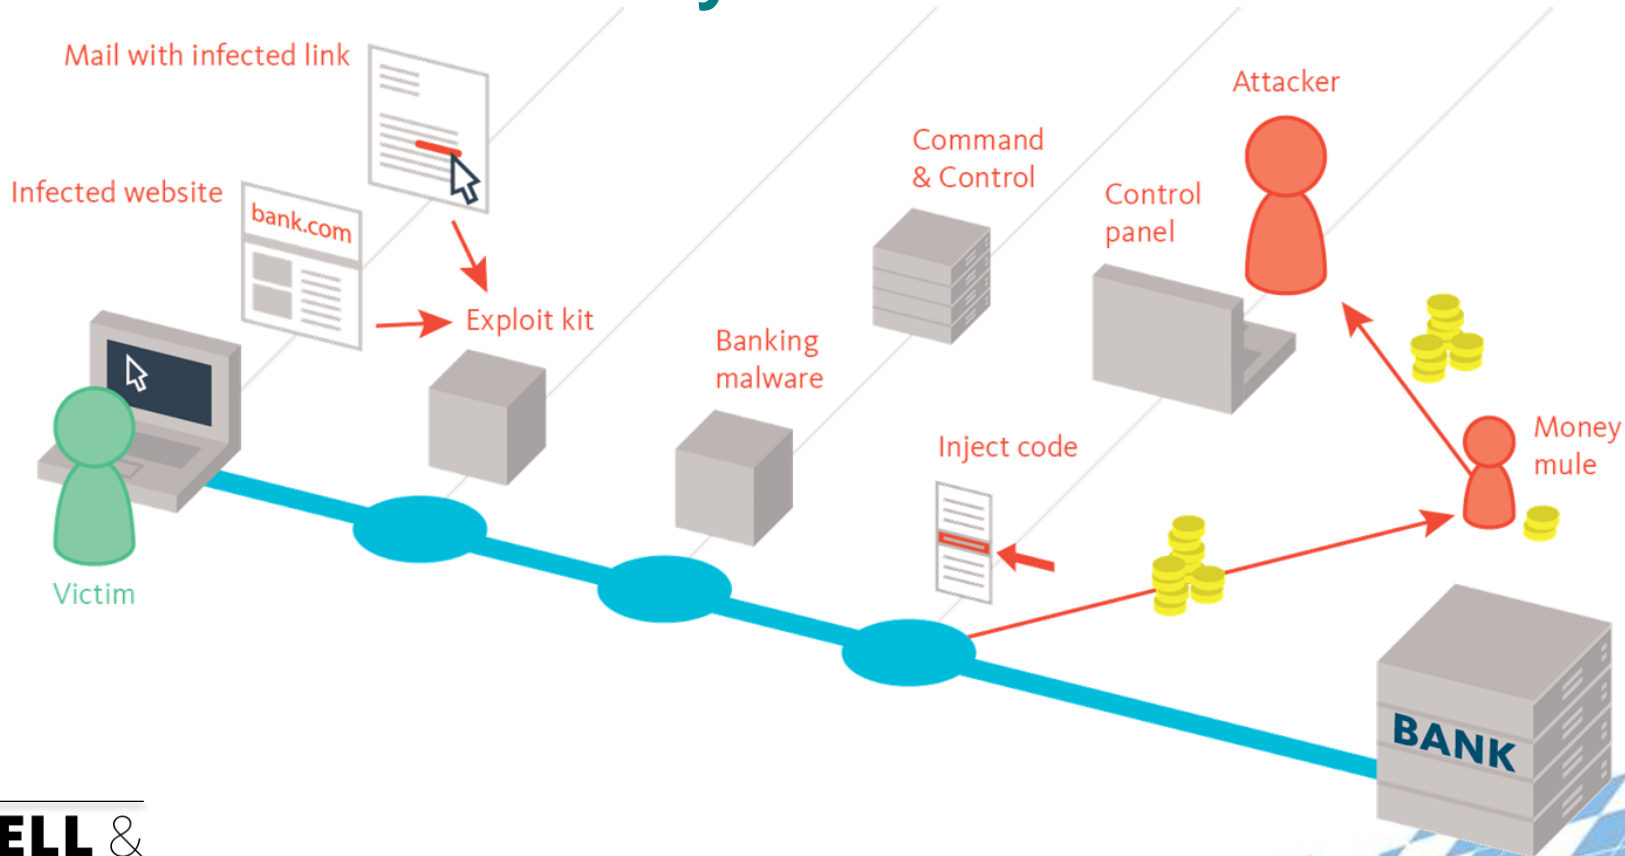 Mail with infected link
Attacker
Command
& Control
Infected website
Control
panel
bank.com
Exploit kit
Banking
malware
Money
mule
Inject code
Victim
BANK
ELL &